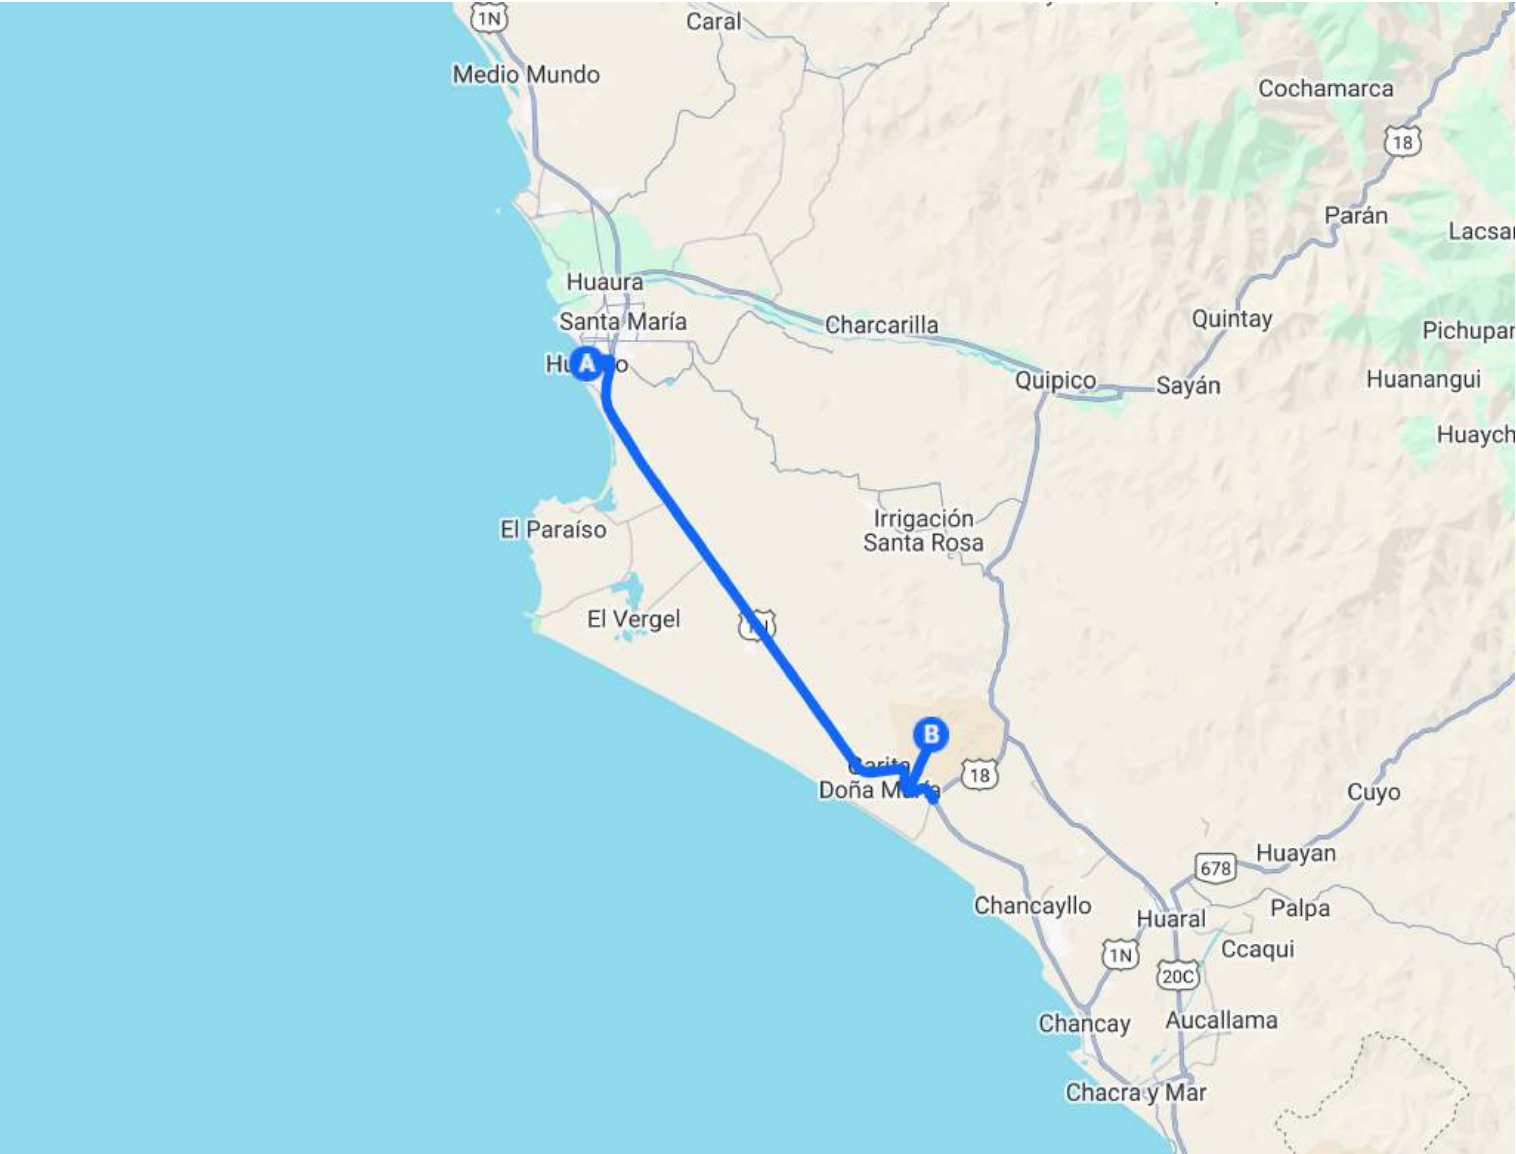 1N
Caral
Medio Mundo
Cochamarca
18
Parán
Lacsa
Huaura
Santa María
Charcarilla
Quintay
Pichupar
A
Quipico
Sayán
Huanangui
Huaych
Irrigación
Santa Rosa
El Paraíso
El Vergel
B
18
Doña María
Cuyo
678
Huayan
Chancayllo
Huaral
Palpa
1N
Ccaqui
20C
Chancay
Aucallama
Chacra y Mar